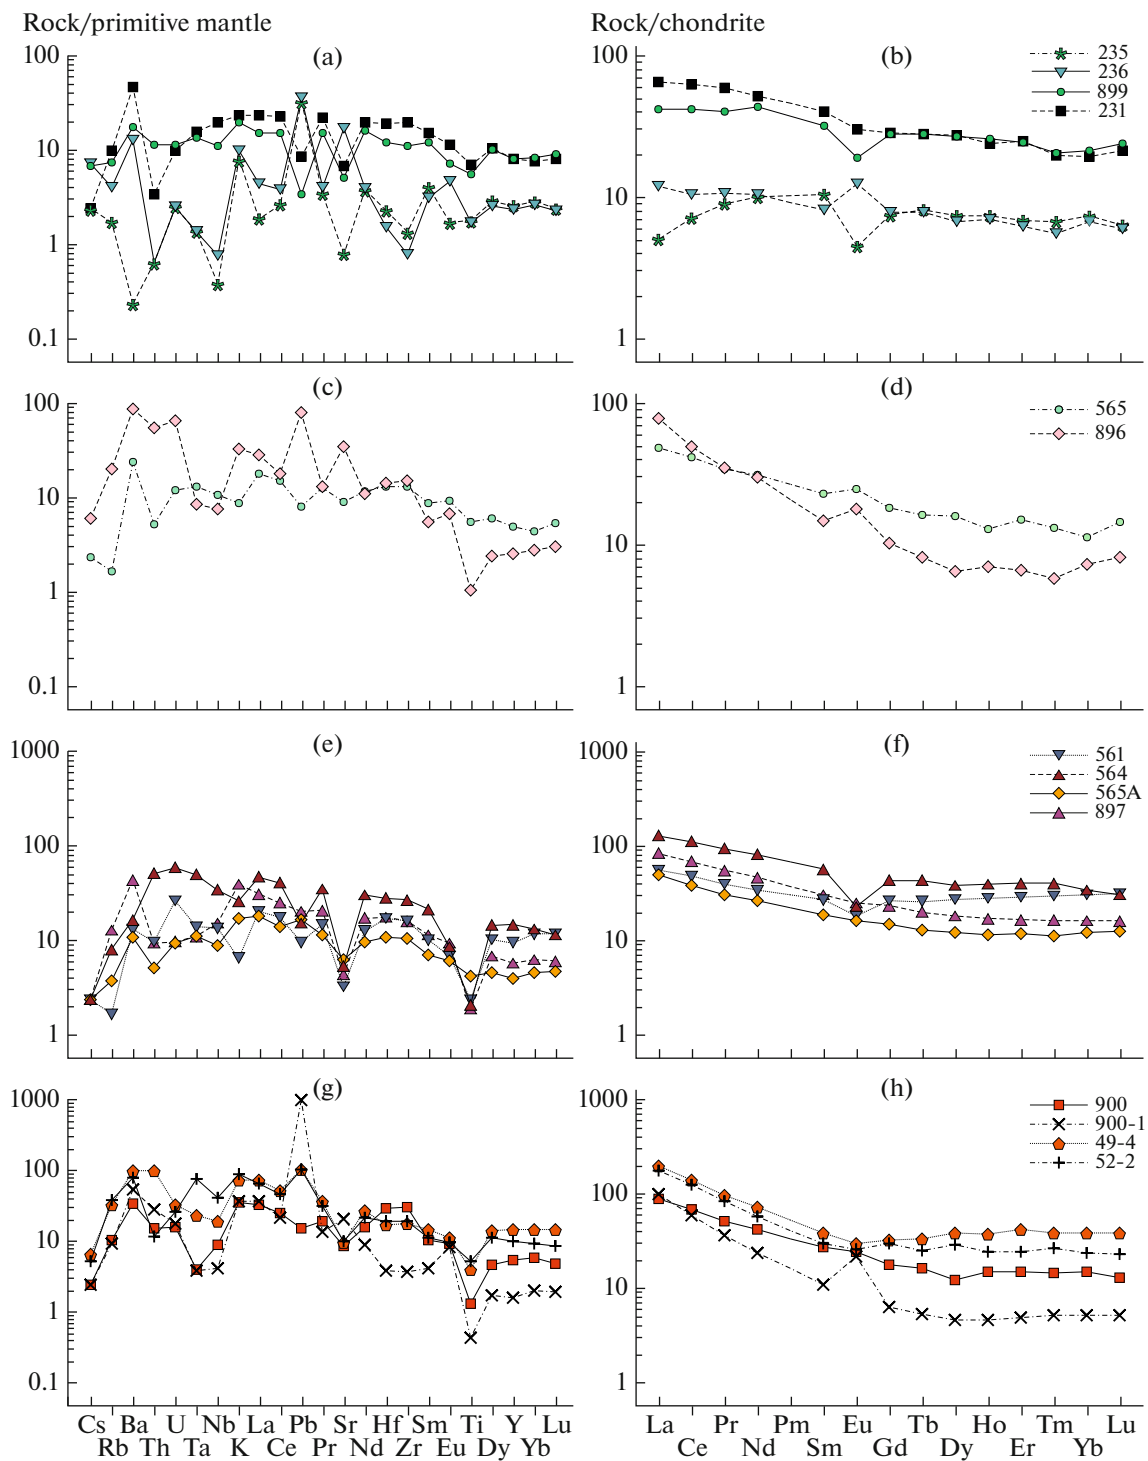 Rock/primitive mantle
Rock/chondrite
100
10
1
0.1
(a)
100
10
1
(b)
235
236
899
231
100
10
1
0.1
(c)
100
10
1
(d)
565
896
1000
100
10
1
(e)
1000
100
10
1
(f)
561
564
565A
897
1000
100
10
1
0.1
(g)
1000
100
10
1
(h)
900
900-1
49-4
52-2
Cs Ba U Nb La Pb Sr Hf Sm Ti Y Lu
Rb Th Ta K Ce Pr Nd Zr Eu Dy Yb
La Pr Pm Eu Tb Ho Tm Lu
Ce Nd Sm Gd Dy Er Yb